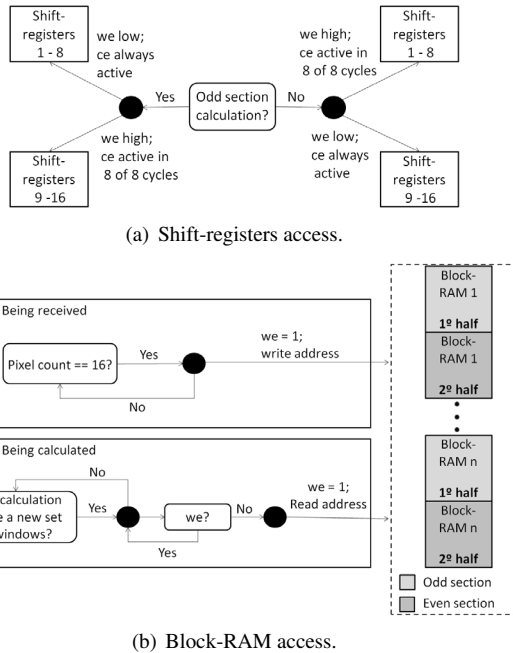 Shift-
registers
1 - 8
we low;
ce always
active
we high;
ce active in
8 of 8 cycles
Shift-
registers
1 - 8
Yes
Odd section
calculation?
No
Shift-
registers
9 -16
we high;
ce active in
8 of 8 cycles
we low;
ce always
active
Shift-
registers
9 -16
(a) Shift-registers access.
Being received
Pixel count == 16?
Yes
No
we = 1;
write address
Block-
RAM 1
1º half
Block-
RAM 1
2º half
Being calculated
No
calculation
e a new set
windows?
Yes
we?
Yes
No
we = 1;
Read address
Block-
RAM n
1º half
Block-
RAM n
2º half
Odd section
Even section
(b) Block-RAM access.